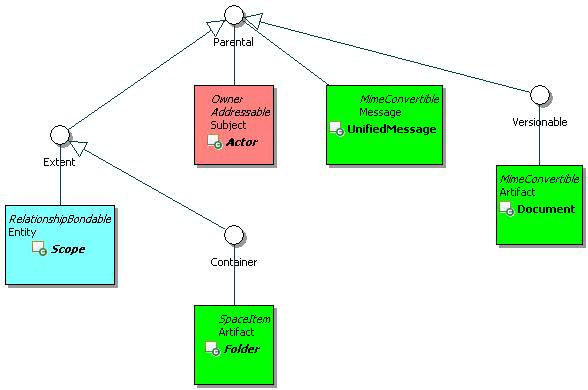 Parental
Owner
Addressable
Subject
Actor
MimeConvertible
Message
UnifiedMessage
Versionable
Extent
MimeConvertible
Artifact
Document
RelationshipBondable
Entity
Scope
Container
SpaceItem
Artifact
Folder